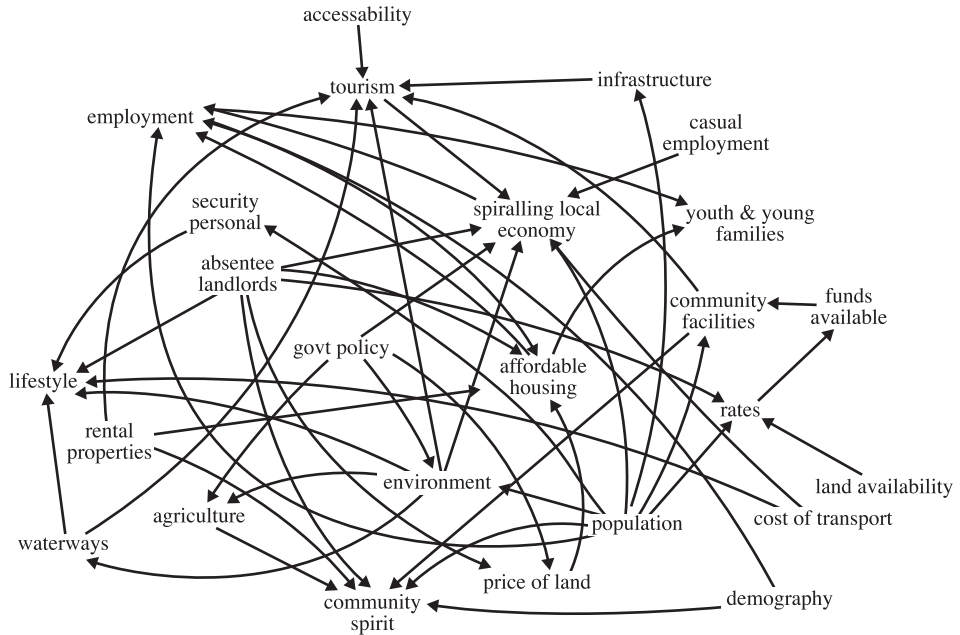 accessability
tourism
infrastructure
employment
casual
employment
security
personal
spiralling local
economy
youth & young
families
absentee
landlords
community
facilities
funds
available
govt policy
affordable
housing
lifestyle
rates
rental
properties
environment
land availability
agriculture
population
cost of transport
waterways
price of land
demography
community
spirit